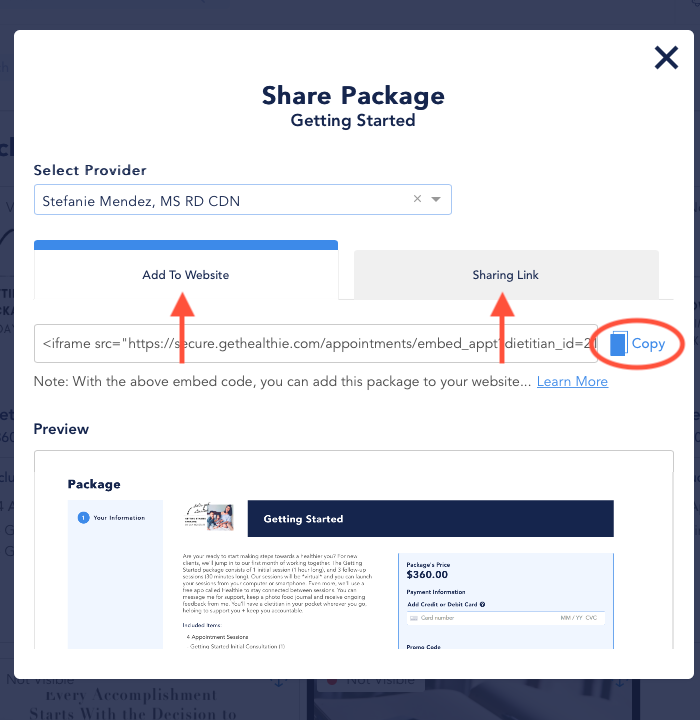 Share Package
Getting Started
Select Provider
Stefanie Mendez, MS RD CDN
Add To Website
Sharing Link
<iframe src="https://secure.gethealthie.com/appointments/embed_appt?dietitian_id=21
Copy
Note: With the above embed code, you can add this package to your website... Learn More
Preview
Package
1 Your Information
Getting Started
Are your ready to start making steps towards a healthier you? For new
clients, we'll jump in to our first month of working together. The Getting
Started package consists of 1 initial session (1 hour long), and 3 follow-up
sessions (30 minutes long). Our sessions will be "virtual" and you can launch
your sessions from your computer or smartphone. Even more, we'll use a
free app called Healthie to stay connected between sessions. You can
message me for support, keep a photo food journal and receive ongoing
feedback from me. You'll have a dietitian in your pocket wherever you go,
helping to support you + keep you accountable.
Included Items:
4 Appointment Sessions
Getting Started Initial Consultation (1)
Package's Price
$360.00
Payment Information
Add Credit or Debit Card
Card number
MM / YY CVC
Promo Code
Not Visible
Not Visible
Every Accomplishment
Starts With the Decision to